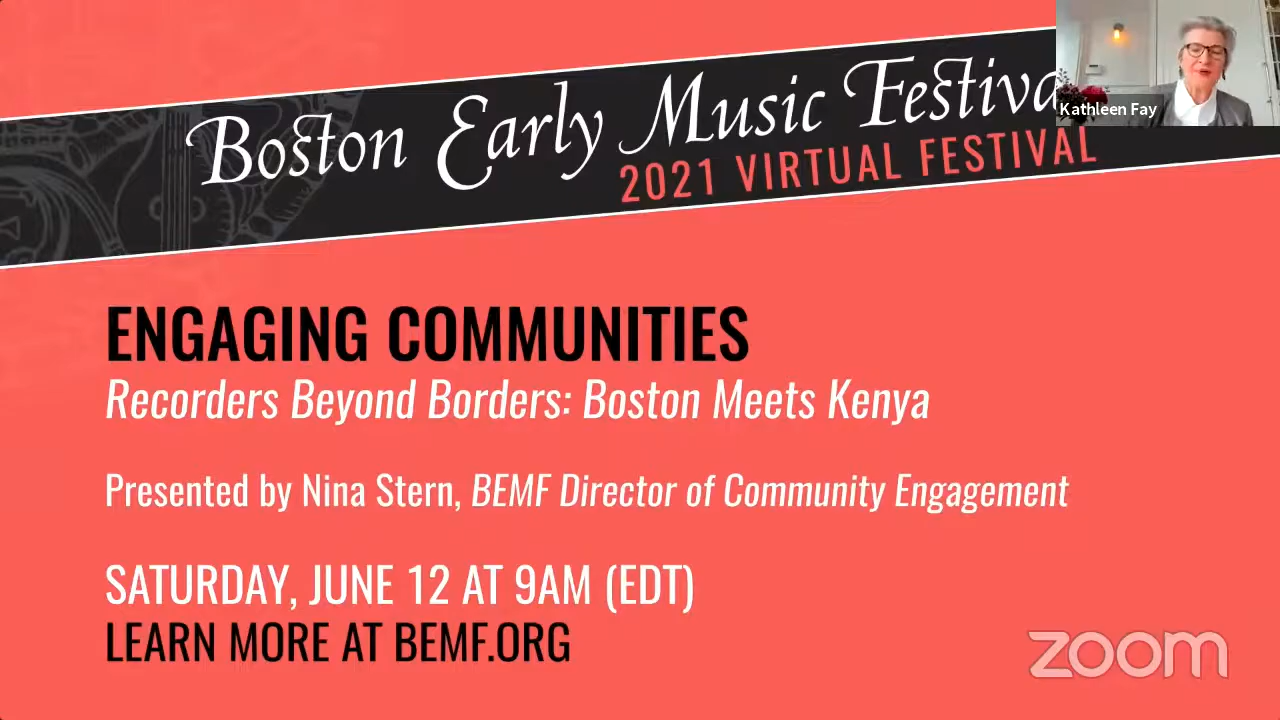 Boston Early Music Festiva
2021 VIRTUAL FESTIVAL
Kathleen Fay
ENGAGING COMMUNITIES
Recorders Beyond Borders: Boston Meets Kenya
Presented by Nina Stern, BEMF Director of Community Engagement
SATURDAY, JUNE 12 AT 9AM (EDT)
LEARN MORE AT BEMF.ORG
zoom